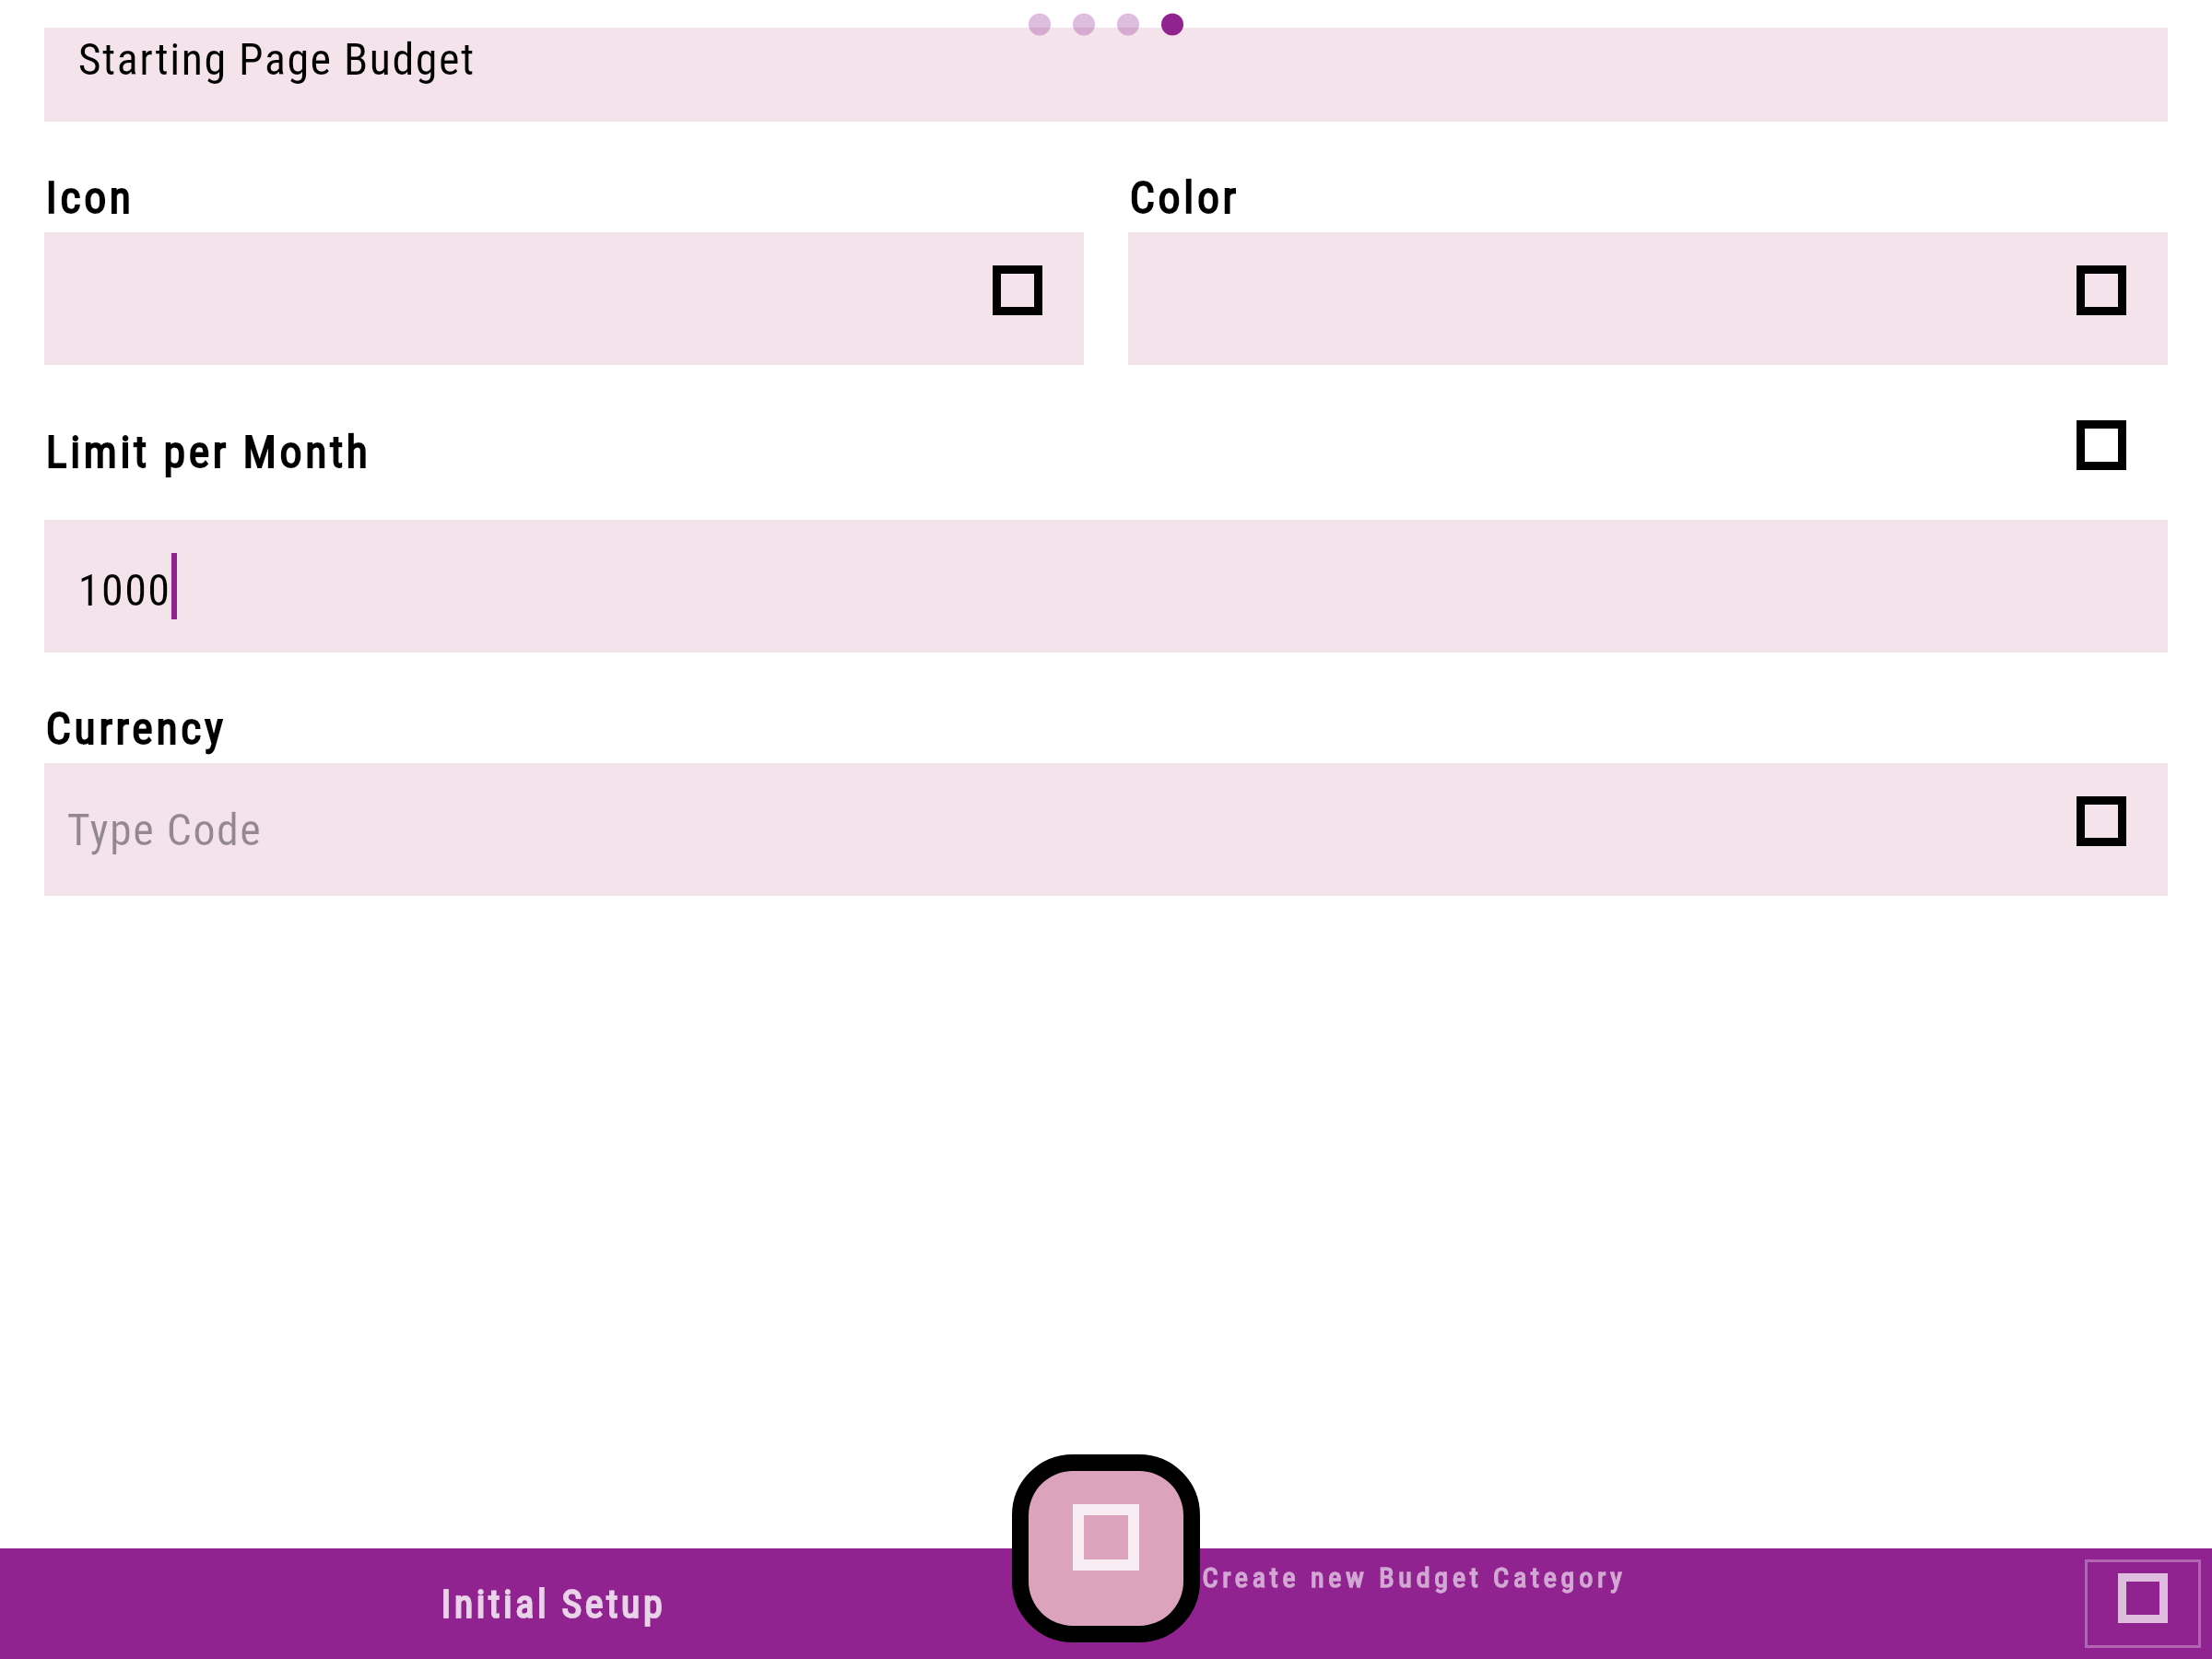 Starting Page Budget
Icon
Color
Limit per Month
1000
Currency
Type Code
Initial Setup
Create new Budget Category